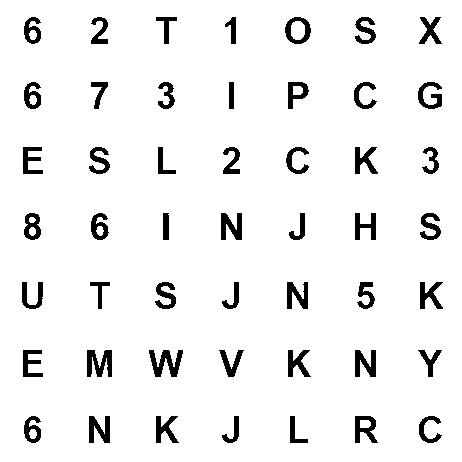 6 2 T 1 O S X
6 7 3 I P C G
E S L 2 C K 3
8 6 I N J H S
U T S J N 5 K
E M W V K N Y
6 N K J L R C